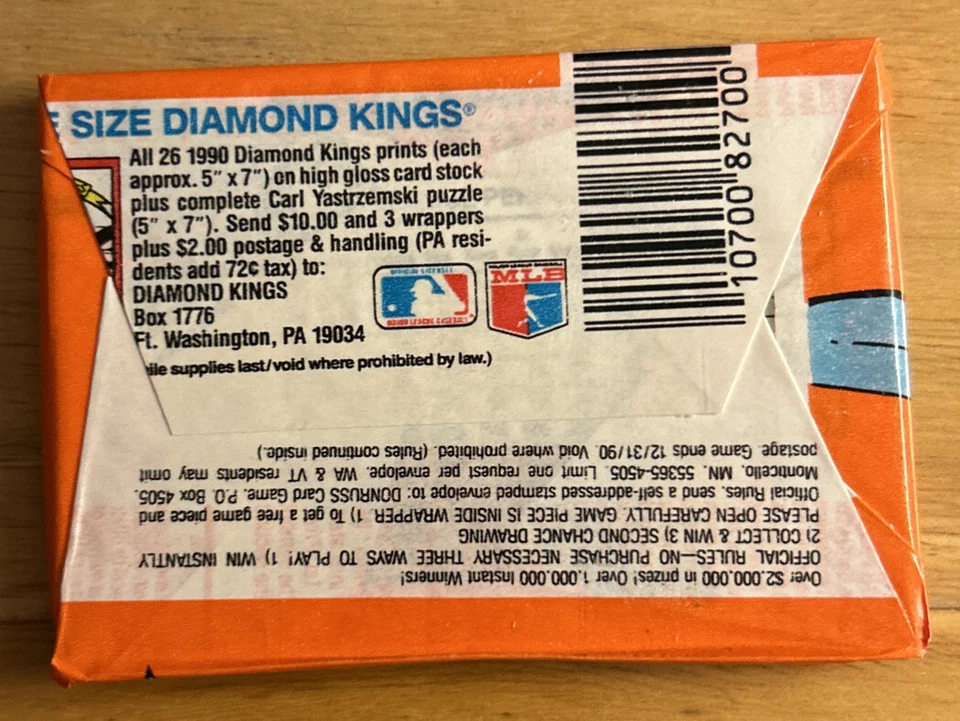 SIZE DIAMOND KINGS®
All 26 1990 Diamond Kings prints (each
approx. 5" x 7") on high gloss card stock
plus complete Carl Yastrzemski puzzle
(5" x 7"). Send $10.00 and 3 wrappers
plus $2.00 postage & handling (PA resi-
dents add 72¢ tax) to:
DIAMOND KINGS
Box 1776
Ft. Washington, PA 19034
ile supplies last/void where prohibited by law.)
MAJOR LEAGUE BASEBALL
MLB
10700 82700
Over $2,000,000 in prizes! Over 1,000,000 Instant Winners!
OFFICIAL RULES—NO PURCHASE NECESSARY THREE WAYS TO PLAY! 1) WIN INSTANTLY
2) COLLECT & WIN 3) SECOND CHANCE DRAWING
PLEASE OPEN CAREFULLY. GAME PIECE IS INSIDE WRAPPER. 1) To get a free game piece and
Official Rules, send a self-addressed stamped envelope to: DONRUSS Card Game, P.O. Box 4505,
Monticello, MN, 55365-4505. Limit one request per envelope. WA & VT residents may omit
postage. Game ends 12/31/90. Void where prohibited. (Rules continued inside.)